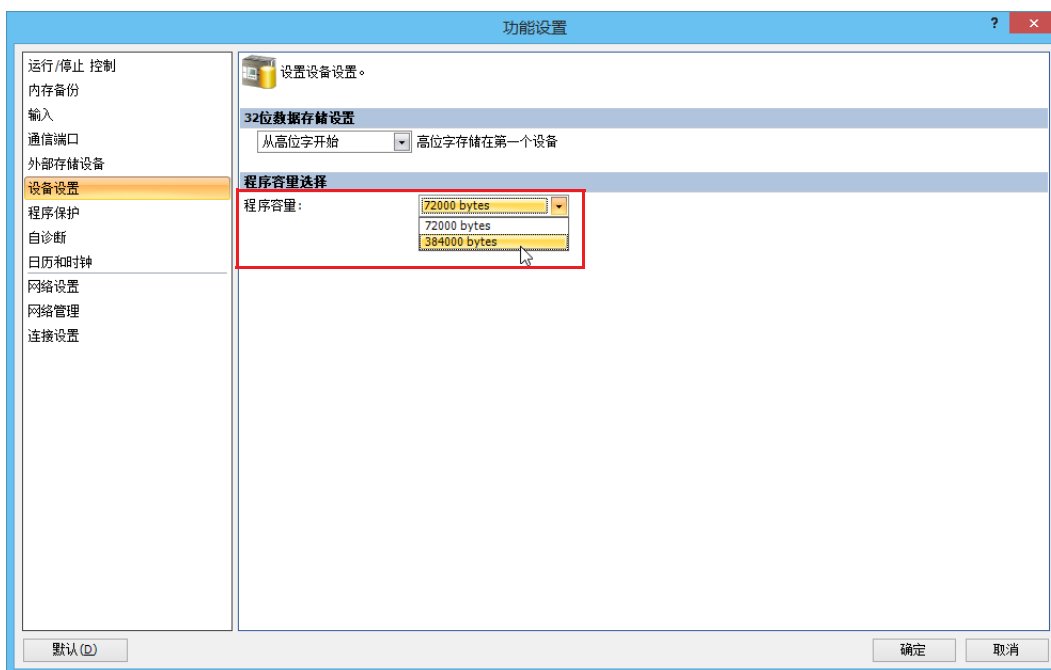 功能设置
?
×
运行/停止 控制
内存备份
输入
通信端口
外部存储设备
设备设置
程序保护
自诊断
日历和时钟
网络设置
网络管理
连接设置
设置设备设置。
32位数据存储设置
从高位字开始 高位字存储在第一个设备
程序容里选择
程序容里: 72000 bytes
72000 bytes
384000 bytes
默认(D)
确定
取消